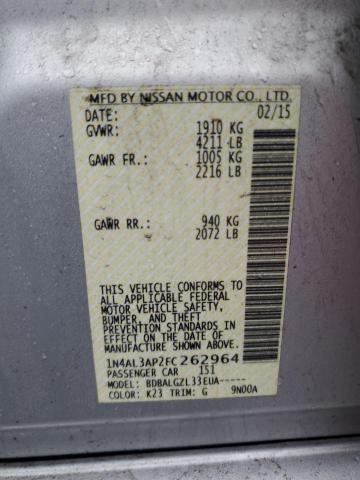 MFD BY NISSAN MOTOR CO., LTD.
DATE: 02/15
GVWR: 1910 KG
4211 LB
GAWR FR.: 1005 KG
2216 LB
GAWR RR.: 940 KG
2072 LB
THIS VEHICLE CONFORMS TO
ALL APPLICABLE FEDERAL
MOTOR VEHICLE SAFETY,
BUMPER, AND THEFT
PREVENTION STANDARDS
IN EFFECT ON THE
DATE OF MANUFACTURE
SHOWN ABOVE.
1N4AL3AP2FC262964
PASSENGER CAR 151
MODEL: BDBALGZL33EUA-----
COLOR: K23 TRIM: G 9N00A